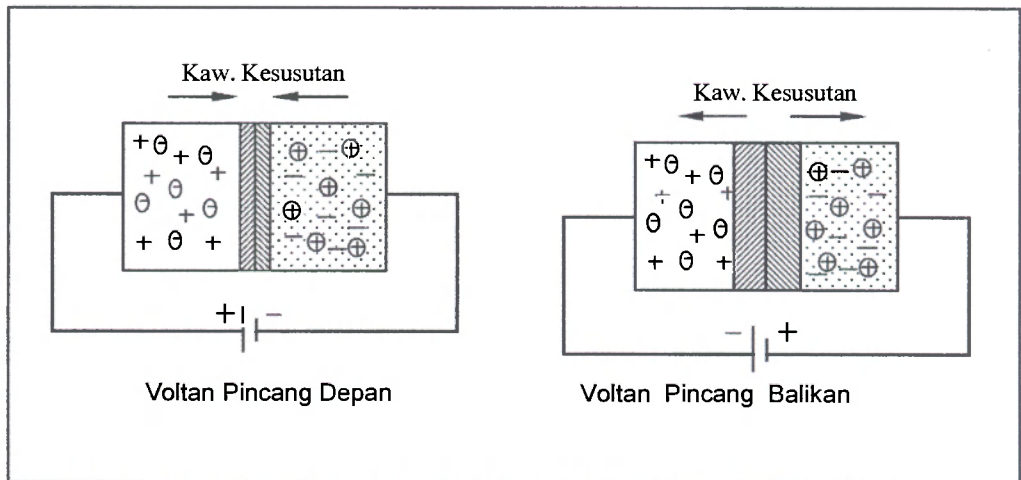 Kaw. Kesusutan
Kaw. Kesusutan
+ −
− +
Voltan Pincang Depan
Voltan Pincang Balikan